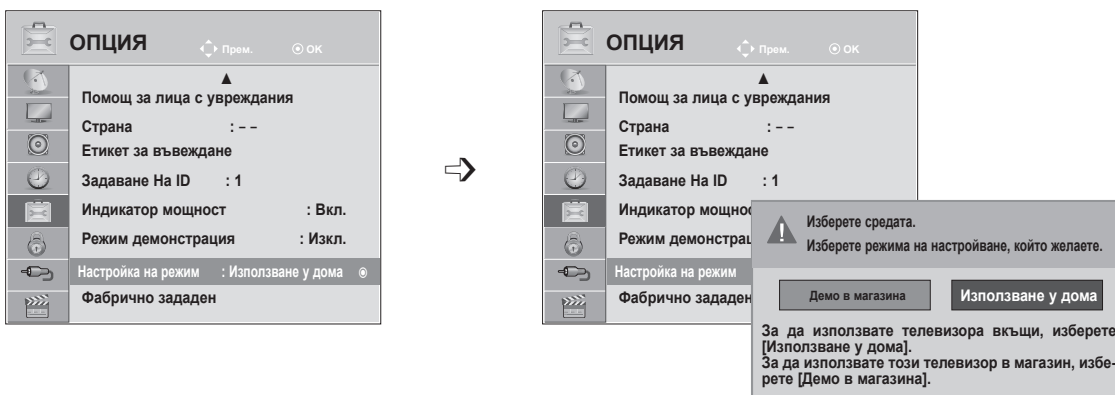 ОПЦИЯ
Прем.
OK
Помощ за лица с увреждания
Страна : – –
Етикет за въвеждане
Задаване На ID : 1
Индикатор мощност : Вкл.
Режим демонстрация : Изкл.
Настройка на режим : Използване у дома
Фабрично зададен
ОПЦИЯ
Прем.
OK
Помощ за лица с увреждания
Страна : – –
Етикет за въвеждане
Задаване На ID : 1
Индикатор мощно
Режим демонстрац
Настройка на режим
Фабрично зададен
Изберете средата.
Изберете режима на настройване, който желаете.
Демо в магазина
Използване у дома
За да използвате телевизора вкъщи, изберете
[Използване у дома].
За да използвате този телевизор в магазин, избе-
рете [Демо в магазина].